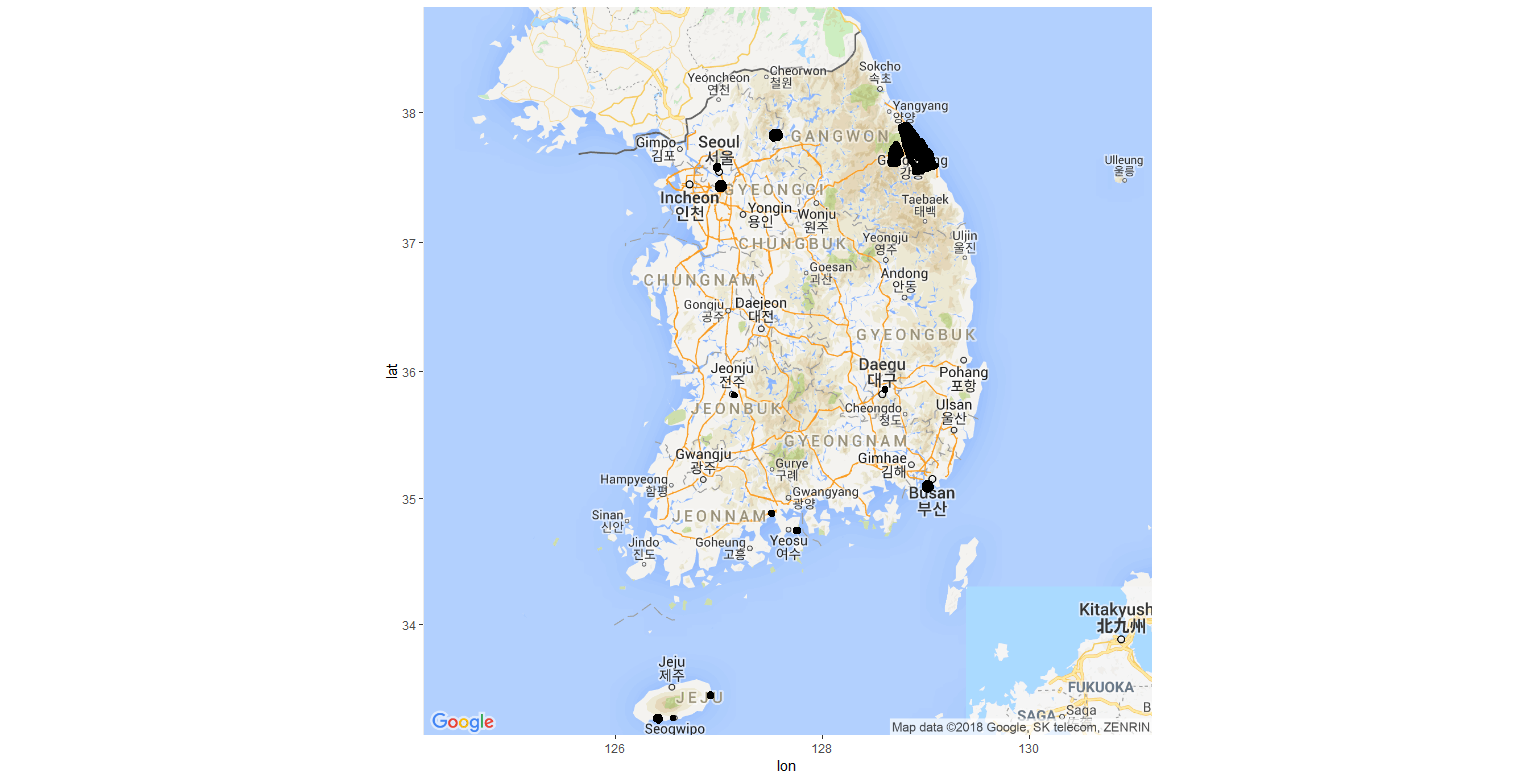 Cheorwon
철원
Sokcho
속초
Yeoncheon
연천
Yangyang
양양
38
GANGWON
Gimpo
김포
Seoul
서울
Ulleung
울릉
GYEONGGI
Incheon
인천
Yongin
용인
Wonju
원주
Taebaek
태백
37
CHUNGBUK
Yeongju
영주
Uljin
울진
Goesan
괴산
Andong
안동
CHUNGNAM
Gongju
공주
Daejeon
대전
GYEONGBUK
lat
36
Jeonju
전주
Daegu
대구
Pohang
포항
JEONBUK
Cheongdo
청도
Ulsan
울산
GYEONGNAM
Gwangju
광주
Gurye
구례
Gimhae
김해
Hampyeong
함평
Gwangyang
광양
Busan
부산
35
Sinan
신안
JEONNAM
Jindo
진도
Goheung
고흥
Yeosu
여수
34
Kitakyush
北九州
Jeju
제주
JEJU
FUKUOKA
SAGA
Saga
B
Google
Seogwipo
Map data ©2018 Google, SK telecom, ZENRIN
126
128
130
lon